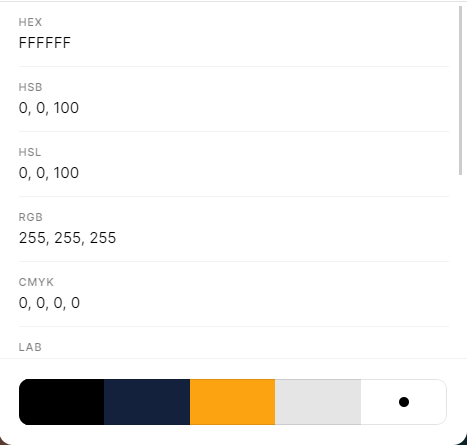 HEX
FFFFFF
HSB
0, 0, 100
HSL
0, 0, 100
RGB
255, 255, 255
CMYK
0, 0, 0, 0
LAB